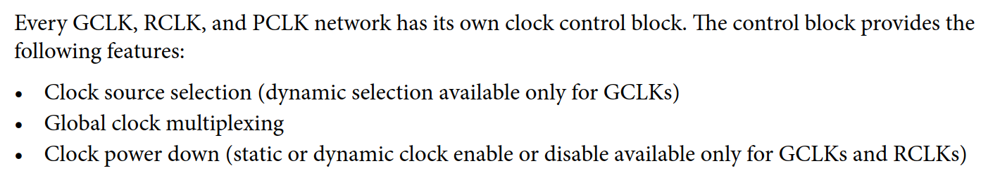 Every GCLK, RCLK, and PCLK network has its own clock control block. The control block provides the
following features:
• Clock source selection (dynamic selection available only for GCLKs)
• Global clock multiplexing
• Clock power down (static or dynamic clock enable or disable available only for GCLKs and RCLKs)